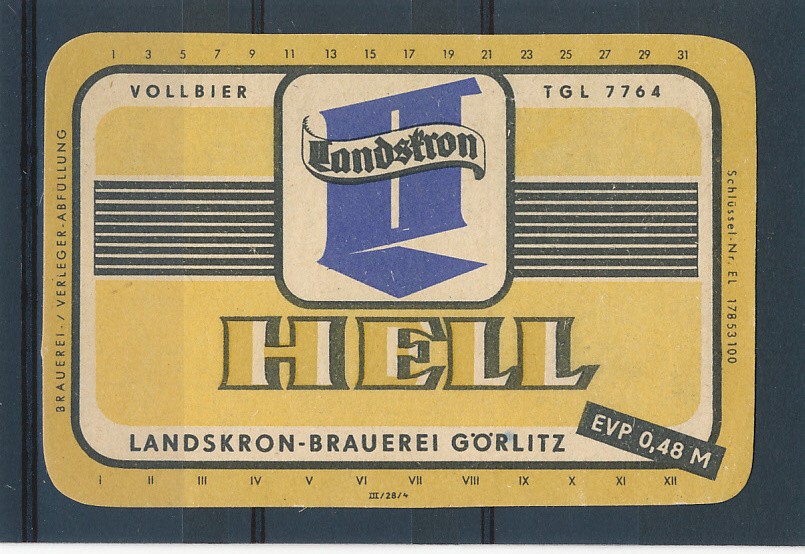 1 3 5 7 9 11 13 15 17 19 21 23 25 27 29 31
VOLLBIER
TGL 7764
Landskron
BRAUEREI-/VERLEGER-ABFÜLLUNG
Schlüssel-Nr. EL 17853100
HELL
EVP 0,48 M
LANDSKRON-BRAUEREI GÖRLITZ
I II III IV V VI VII VIII IX X XI XII
III/28/4